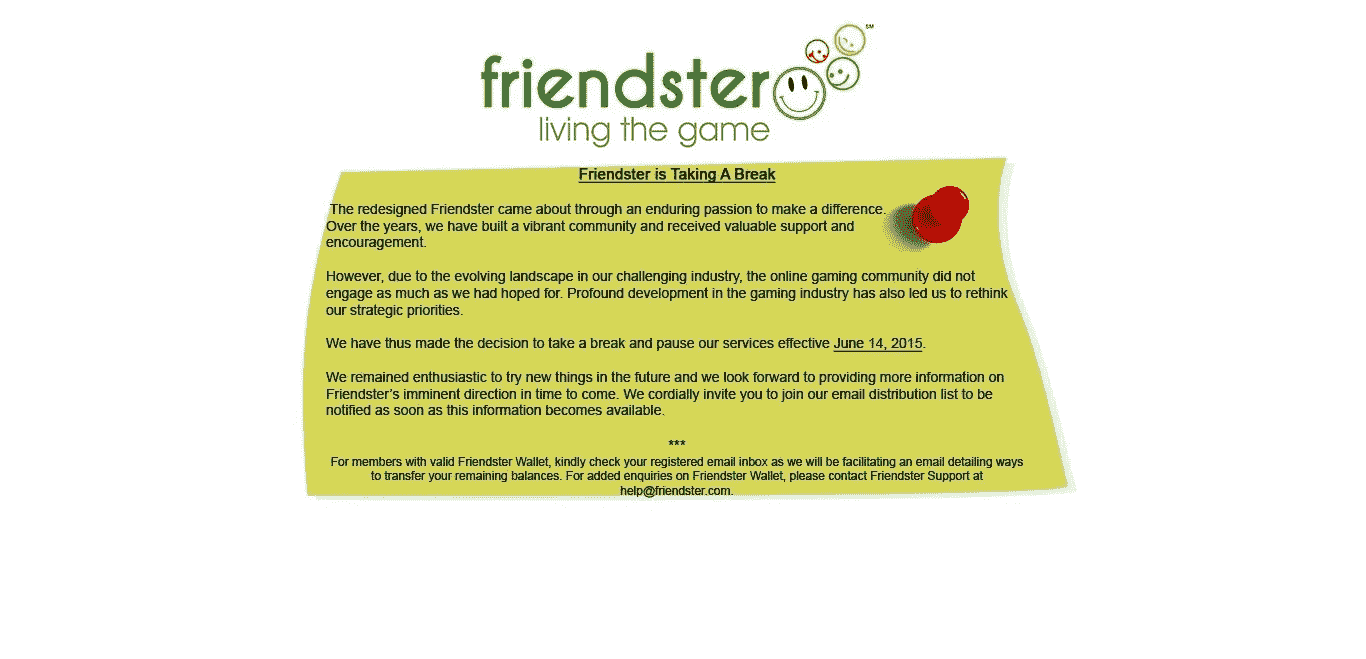 friendster SM
living the game
Friendster is Taking A Break
The redesigned Friendster came about through an enduring passion to make a difference.
Over the years, we have built a vibrant community and received valuable support and
encouragement.
However, due to the evolving landscape in our challenging industry, the online gaming community did not
engage as much as we had hoped for. Profound development in the gaming industry has also led us to rethink
our strategic priorities.
We have thus made the decision to take a break and pause our services effective June 14, 2015.
We remained enthusiastic to try new things in the future and we look forward to providing more information on
Friendster's imminent direction in time to come. We cordially invite you to join our email distribution list to be
notified as soon as this information becomes available.
***
For members with valid Friendster Wallet, kindly check your registered email inbox as we will be facilitating an email detailing ways
to transfer your remaining balances. For added enquiries on Friendster Wallet, please contact Friendster Support at
help@friendster.com.